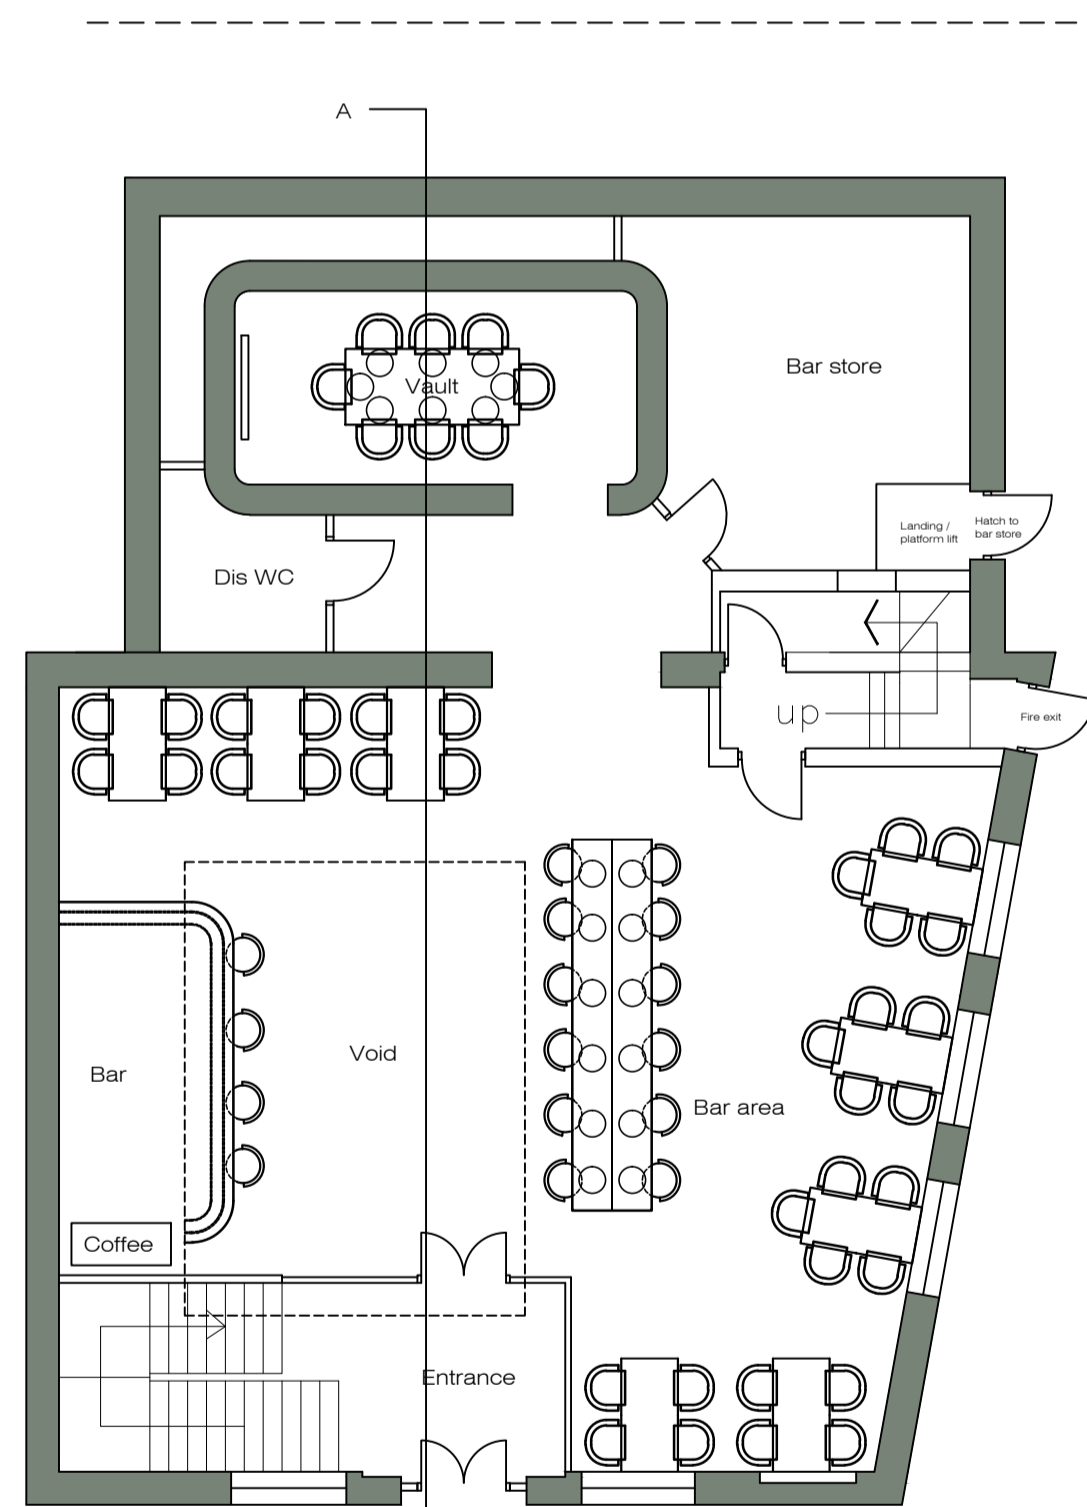 A
Bar store
Vault
Landing /
platform lift
Hatch to
bar store
Dis WC
up
Fire exit
Void
Bar
Bar area
Coffee
Entrance